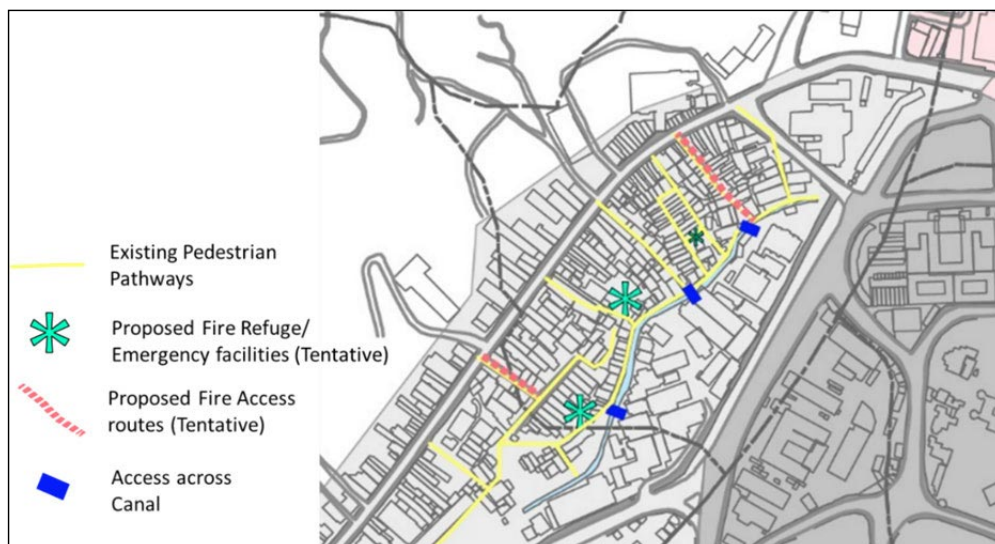 Existing Pedestrian
Pathways
Proposed Fire Refuge/
Emergency facilities (Tentative)
Proposed Fire Access
routes (Tentative)
Access across
Canal